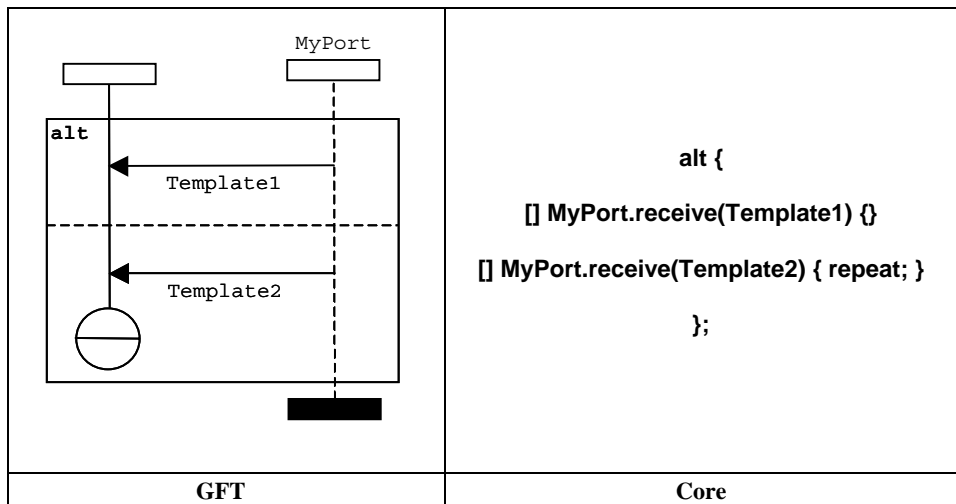 MyPort
alt
Template1
Template2
alt {
[] MyPort.receive(Template1) {}
[] MyPort.receive(Template2) { repeat; }
};
GFT
Core